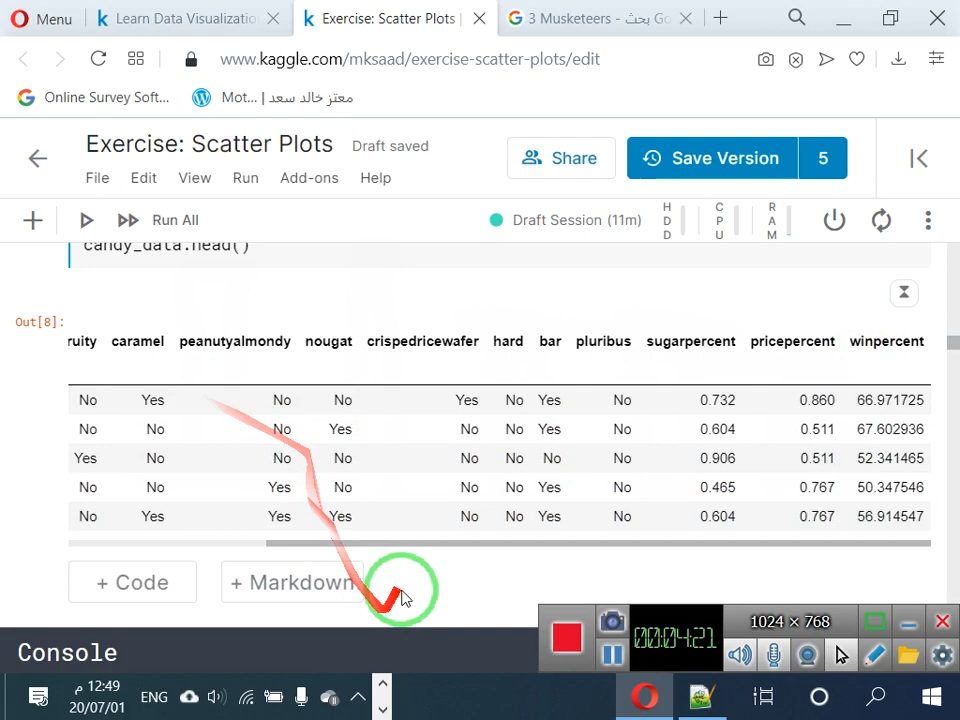 Menu
Learn Data Visualizatio
Exercise: Scatter Plots
3 Musketeers - بحث Go
www.kaggle.com/mksaad/exercise-scatter-plots/edit
Online Survey Soft...
Mot... | معتز خالد سعد
Exercise: Scatter Plots
Draft saved
Share
Save Version
5
File Edit View Run Add-ons Help
Run All
Draft Session (11m)
HDD
CPU
RAM
candy_data.head()
Out[8]:
ruity caramel peanutyalmondy nougat crispedricewafer hard bar pluribus sugarpercent pricepercent winpercent
No Yes No No Yes No Yes No 0.732 0.860 66.971725
No No No Yes No No Yes No 0.604 0.511 67.602936
Yes No No No No No No No 0.906 0.511 52.341465
No No Yes No No No Yes No 0.465 0.767 50.347546
No Yes Yes Yes No No Yes No 0.604 0.767 56.914547
+ Code
+ Markdown
00:04:21
1024 × 768
Console
12:49 م
20/07/01
ENG